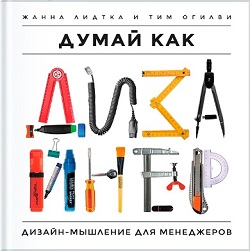 ЖАННА ЛИДТКА И ТИМ ОГИЛВИ
ДУМАЙ КАК
ДИЗАЙНЕР
ДИЗАЙН-МЫШЛЕНИЕ ДЛЯ МЕНЕДЖЕРОВ